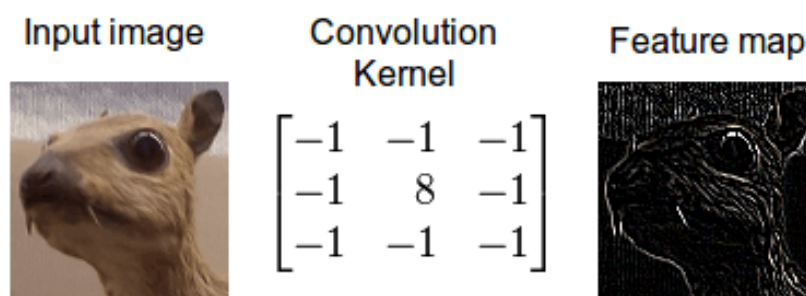 Input image
Convolution
Kernel
Feature map
−1 −1 −1
−1 8 −1
−1 −1 −1